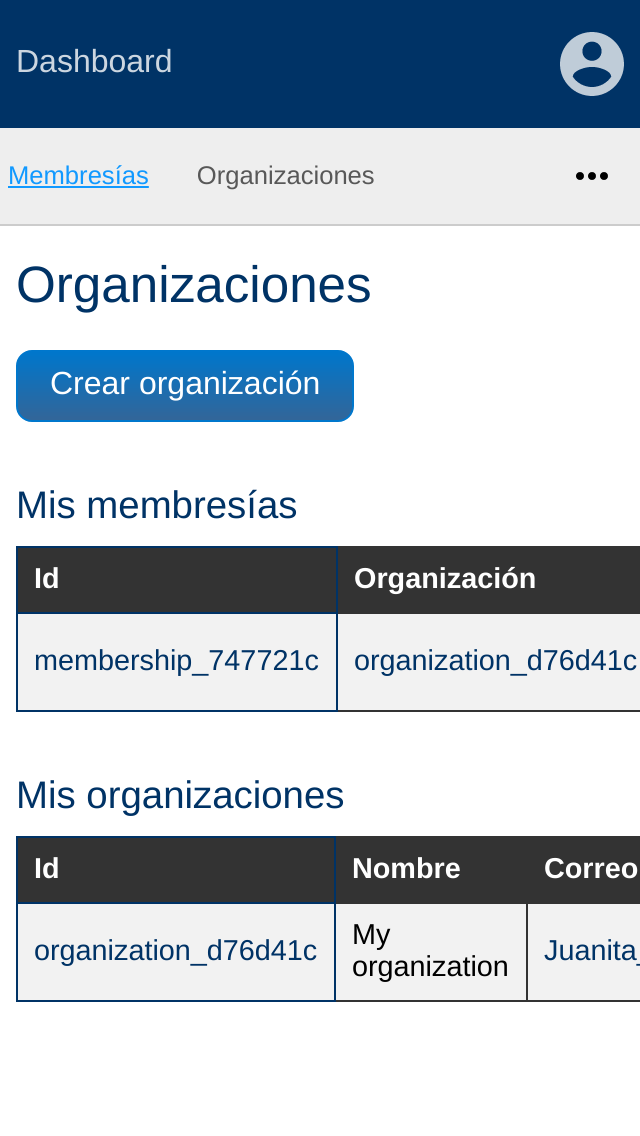 Dashboard
Membresías Organizaciones
Organizaciones
Crear organización
Mis membresías
Id Organización
membership_747721c organization_d76d41c
Mis organizaciones
Id Nombre Correo
organization_d76d41c My organization Juanita_